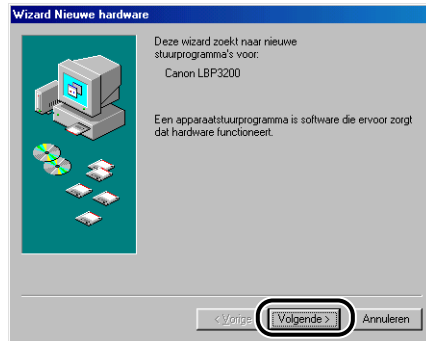 Wizard Nieuwe hardware
Deze wizard zoekt naar nieuwe
stuurprogramma's voor:
Canon LBP3200
Een apparaatstuurprogramma is software die ervoor zorgt
dat hardware functioneert.
< Vorige
Volgende >
Annuleren